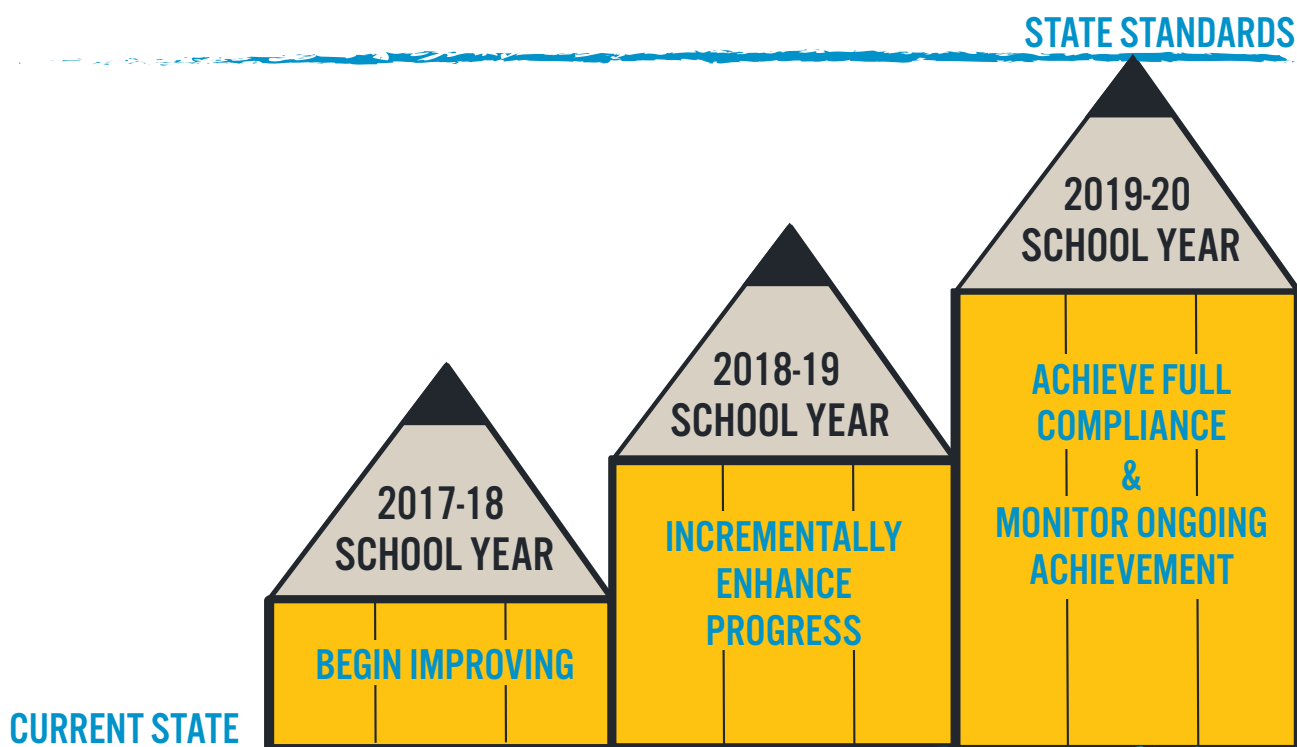 STATE STANDARDS
2019-20
SCHOOL YEAR
2018-19
SCHOOL YEAR
ACHIEVE FULL
COMPLIANCE
&
MONITOR ONGOING
ACHIEVEMENT
2017-18
SCHOOL YEAR
INCREMENTALLY
ENHANCE
PROGRESS
BEGIN IMPROVING
CURRENT STATE